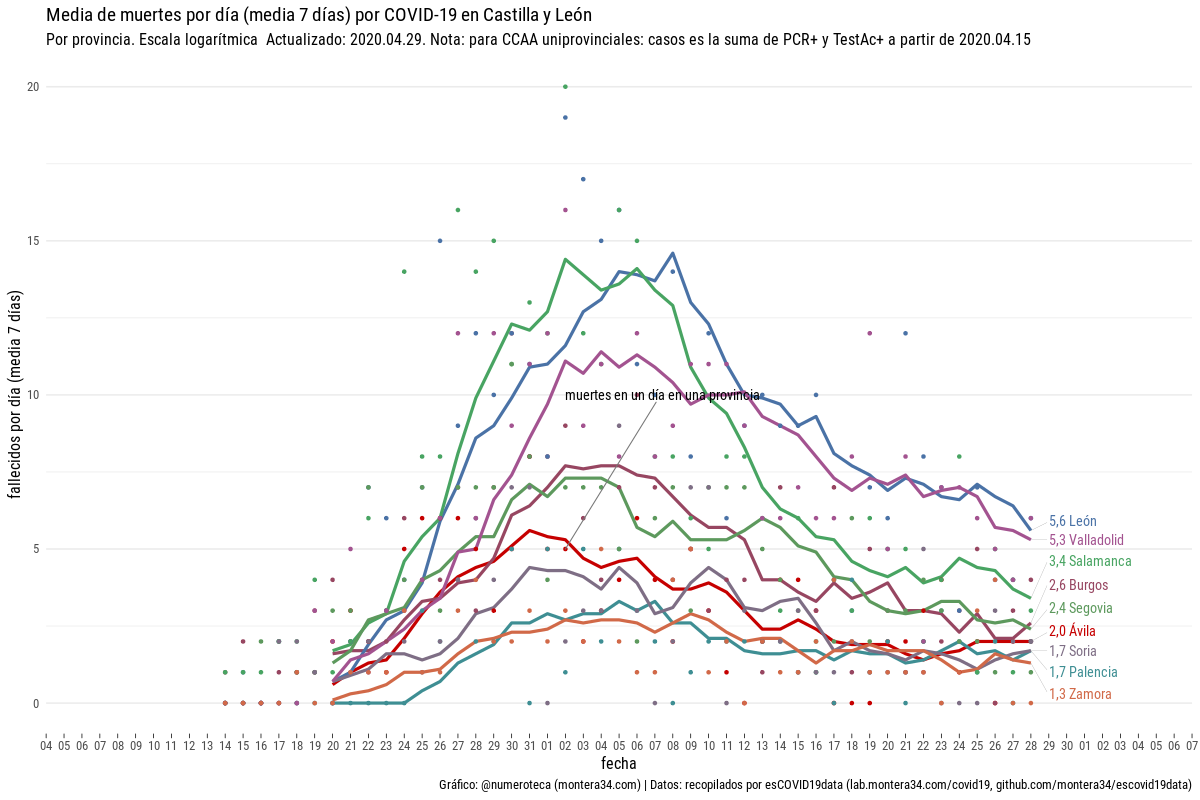 Media de muertes por día (media 7 días) por COVID-19 en Castilla y León
Por provincia. Escala logarítmica  Actualizado: 2020.04.29. Nota: para CCAA uniprovinciales: casos es la suma de PCR+ y TestAc+ a partir de 2020.04.15
fallecidos por día (media 7 días)
20
15
10
5
0
muertes en un día en una provincia
5,6 León
5,3 Valladolid
3,4 Salamanca
2,6 Burgos
2,4 Segovia
2,0 Ávila
1,7 Soria
1,7 Palencia
1,3 Zamora
04 05 06 07 08 09 10 11 12 13 14 15 16 17 18 19 20 21 22 23 24 25 26 27 28 29 30 31 01 02 03 04 05 06 07 08 09 10 11 12 13 14 15 16 17 18 19 20 21 22 23 24 25 26 27 28 29 30 01 02 03 04 05 06 07
fecha
Gráfico: @numeroteca (montera34.com) | Datos: recopilados por esCOVID19data (lab.montera34.com/covid19, github.com/montera34/escovid19data)